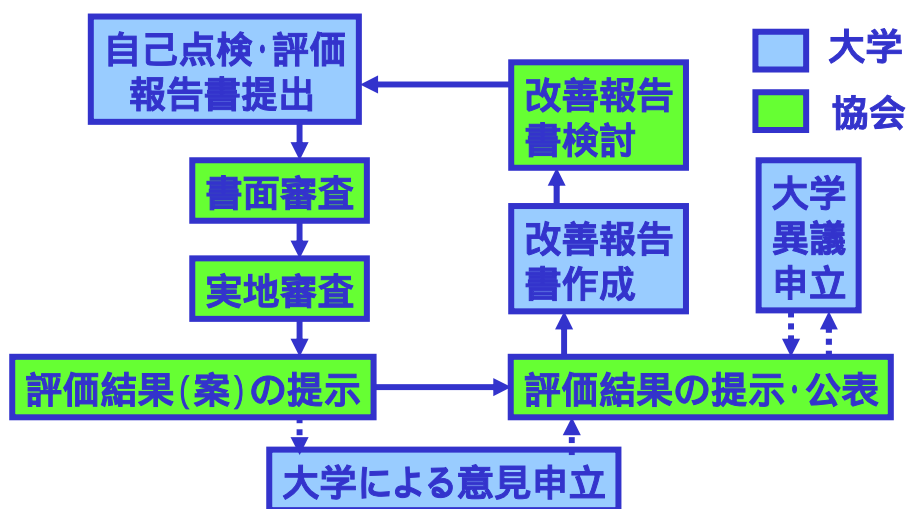 自己点検・評価
報告書提出
大学
協会
改善報告
書検討
書面審査
大学
異議
申立
改善報告
書作成
実地審査
評価結果(案)の提示
評価結果の提示・公表
大学による意見申立